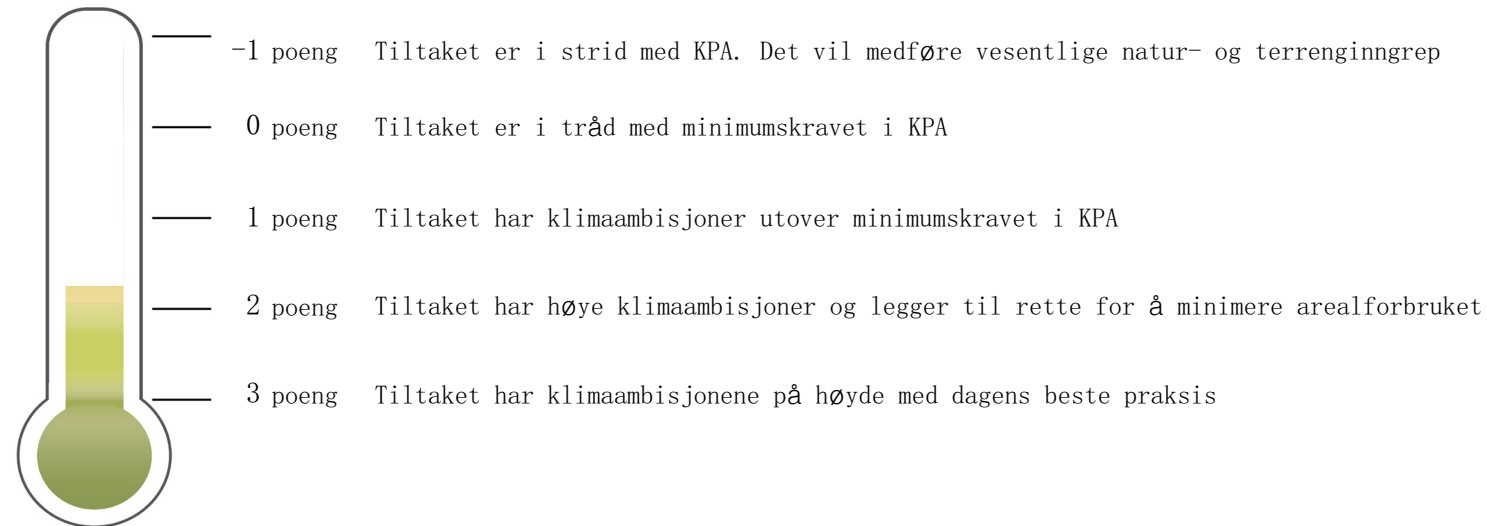 -1 poeng Tiltaket er i strid med KPA. Det vil medføre vesentlige natur- og terrenginngrep
0 poeng Tiltaket er i tråd med minimumskravet i KPA
1 poeng Tiltaket har klimaambisjoner utover minimumskravet i KPA
2 poeng Tiltaket har høye klimaambisjoner og legger til rette for å minimere arealforbruket
3 poeng Tiltaket har klimaambisjonene på høyde med dagens beste praksis